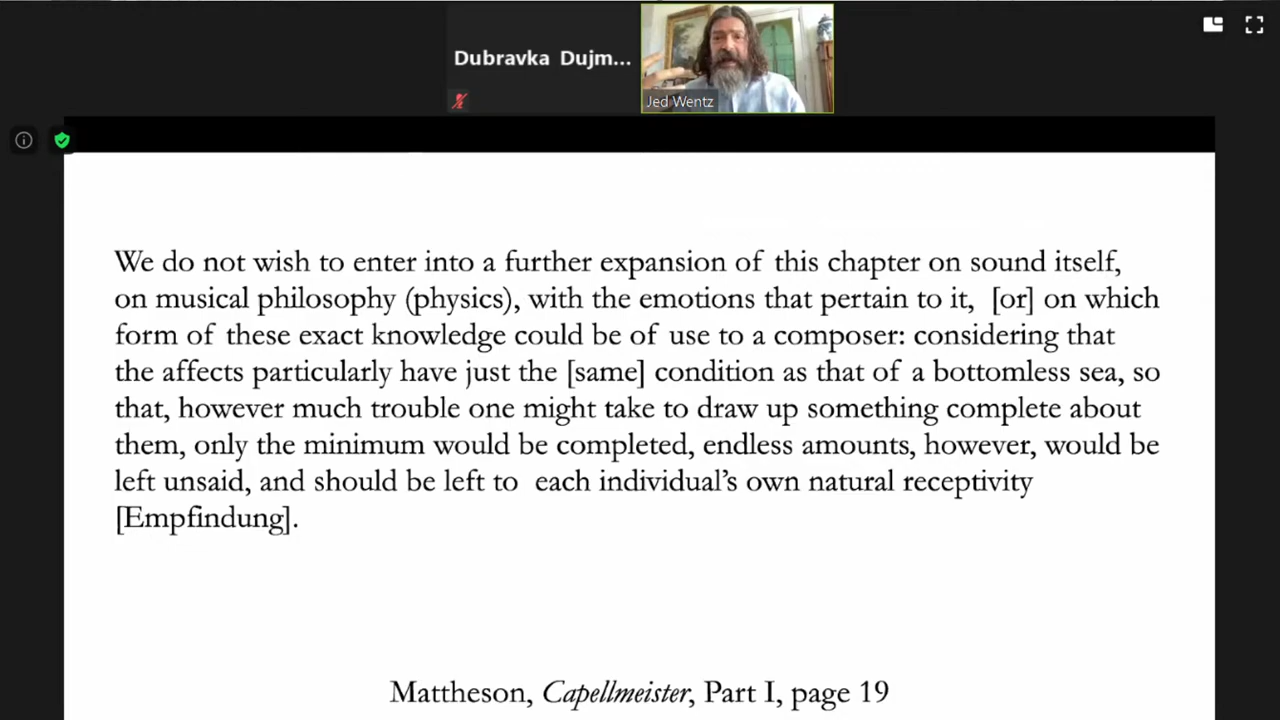 Dubravka Dujm...
Jed Wentz
We do not wish to enter into a further expansion of this chapter on sound itself,
on musical philosophy (physics), with the emotions that pertain to it, [or] on which
form of these exact knowledge could be of use to a composer: considering that
the affects particularly have just the [same] condition as that of a bottomless sea, so
that, however much trouble one might take to draw up something complete about
them, only the minimum would be completed, endless amounts, however, would be
left unsaid, and should be left to each individual’s own natural receptivity
[Empfindung].
Mattheson, Capellmeister, Part I, page 19